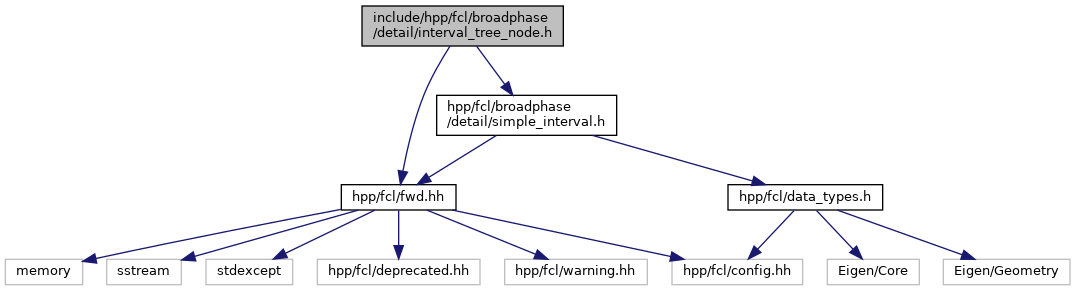 include/hpp/fcl/broadphase
/detail/interval_tree_node.h
hpp/fcl/broadphase
/detail/simple_interval.h
hpp/fcl/fwd.hh
hpp/fcl/data_types.h
memory
sstream
stdexcept
hpp/fcl/deprecated.hh
hpp/fcl/warning.hh
hpp/fcl/config.hh
Eigen/Core
Eigen/Geometry